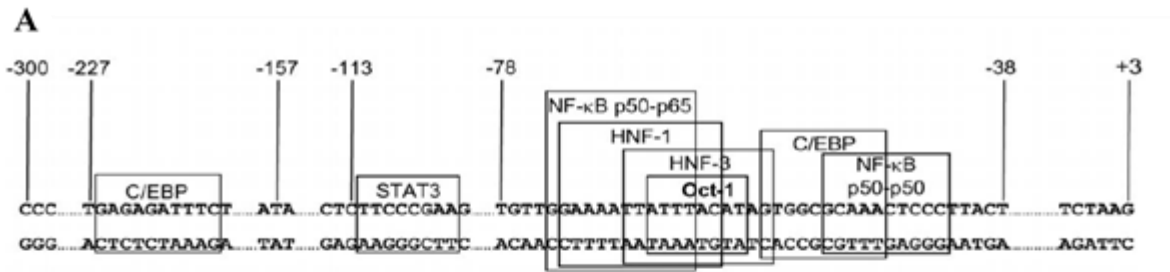 A
-300 -227 -157 -113 -78 -38 +3
NF-κB p50-p65
HNF-1
C/EBP
HNF-3
NF-κB
C/EBP
STAT3
Oct-1
p50-p50
CCC......TGAGAGATTTCT......ATA......CTCTTCCCGAAG......TGTTGGAAAATTATTTACATAGTGGCGCAAACTCCCTTACT............TCTAAG
GGG......ACTCTCTAAAGA......TAT......GAGAAGGGCTTC......ACAACCTTTTAATAAATGTATCACCGCGTTTGAGGGAATGA............AGATTC